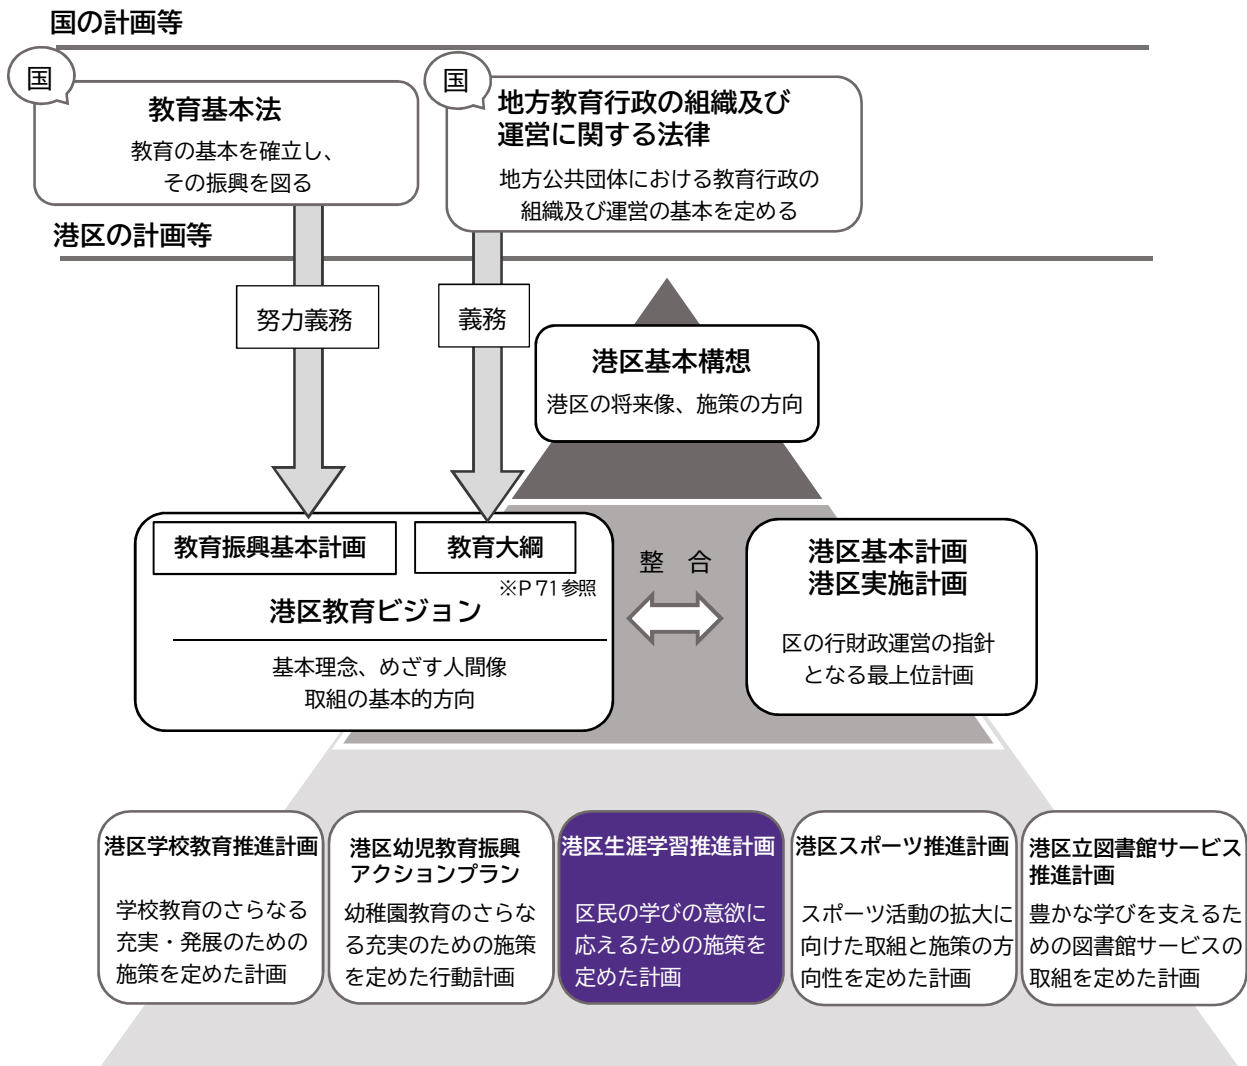 国の計画等
国
教育基本法
教育の基本を確立し、
その振興を図る
国
地方教育行政の組織及び
運営に関する法律
地方公共団体における教育行政の
組織及び運営の基本を定める
港区の計画等
努力義務
義務
港区基本構想
港区の将来像、施策の方向
教育振興基本計画
教育大綱
※P 71 参照
港区教育ビジョン
基本理念、めざす人間像
取組の基本的方向
整 合
港区基本計画
港区実施計画
区の行財政運営の指針
となる最上位計画
港区学校教育推進計画
学校教育のさらなる
充実・発展のための
施策を定めた計画
港区幼児教育振興
アクションプラン
幼稚園教育のさらな
る充実のための施策
を定めた行動計画
港区生涯学習推進計画
区民の学びの意欲に
応えるための施策を
定めた計画
港区スポーツ推進計画
スポーツ活動の拡大に
向けた取組と施策の方
向性を定めた計画
港区立図書館サービス
推進計画
豊かな学びを支えるた
めの図書館サービスの
取組を定めた計画